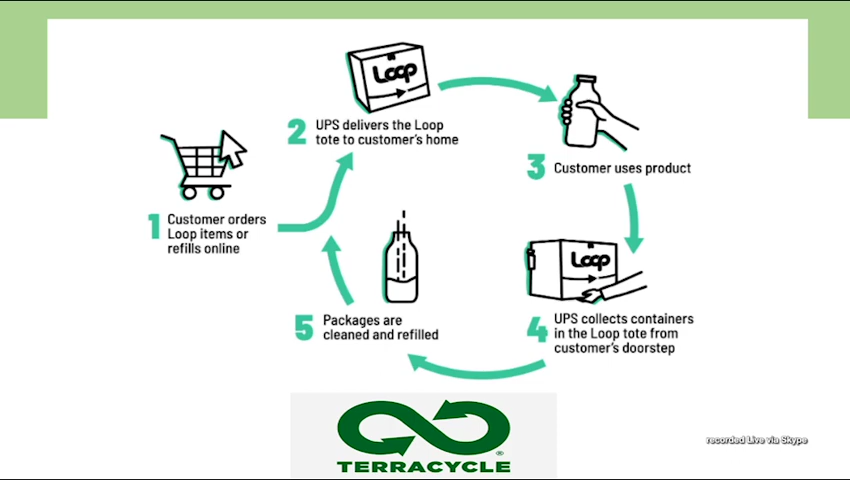 1 Customer orders
Loop items or
refills online
Loop
2 UPS delivers the Loop
tote to customer's home
3 Customer uses product
Loop
4 UPS collects containers
in the Loop tote from
customer's doorstep
5 Packages are
cleaned and refilled
TERRACYCLE®
recorded Live via Skype